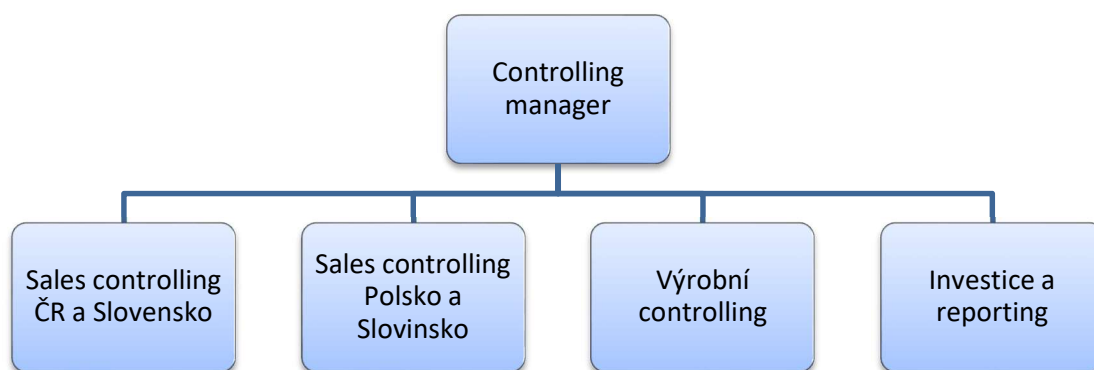 Controlling
manager
Sales controlling
ČR a Slovensko
Sales controlling
Polsko a
Slovinsko
Výrobní
controlling
Investice a
reporting